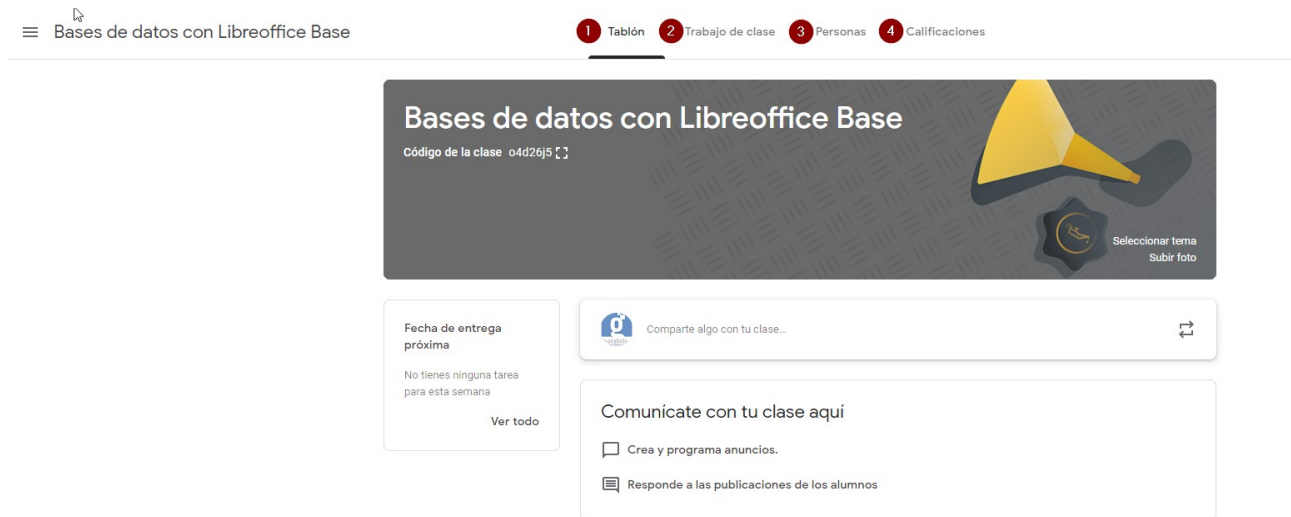 Bases de datos con Libreoffice Base
1 Tablón 2 Trabajo de clase 3 Personas 4 Calificaciones
Bases de datos con Libreoffice Base
Código de la clase o4d26j5
Seleccionar tema
Subir foto
Fecha de entrega
próxima
No tienes ninguna tarea
para esta semana
Ver todo
g
Comparte algo con tu clase...
Comunícate con tu clase aquí
Crea y programa anuncios.
Responde a las publicaciones de los alumnos